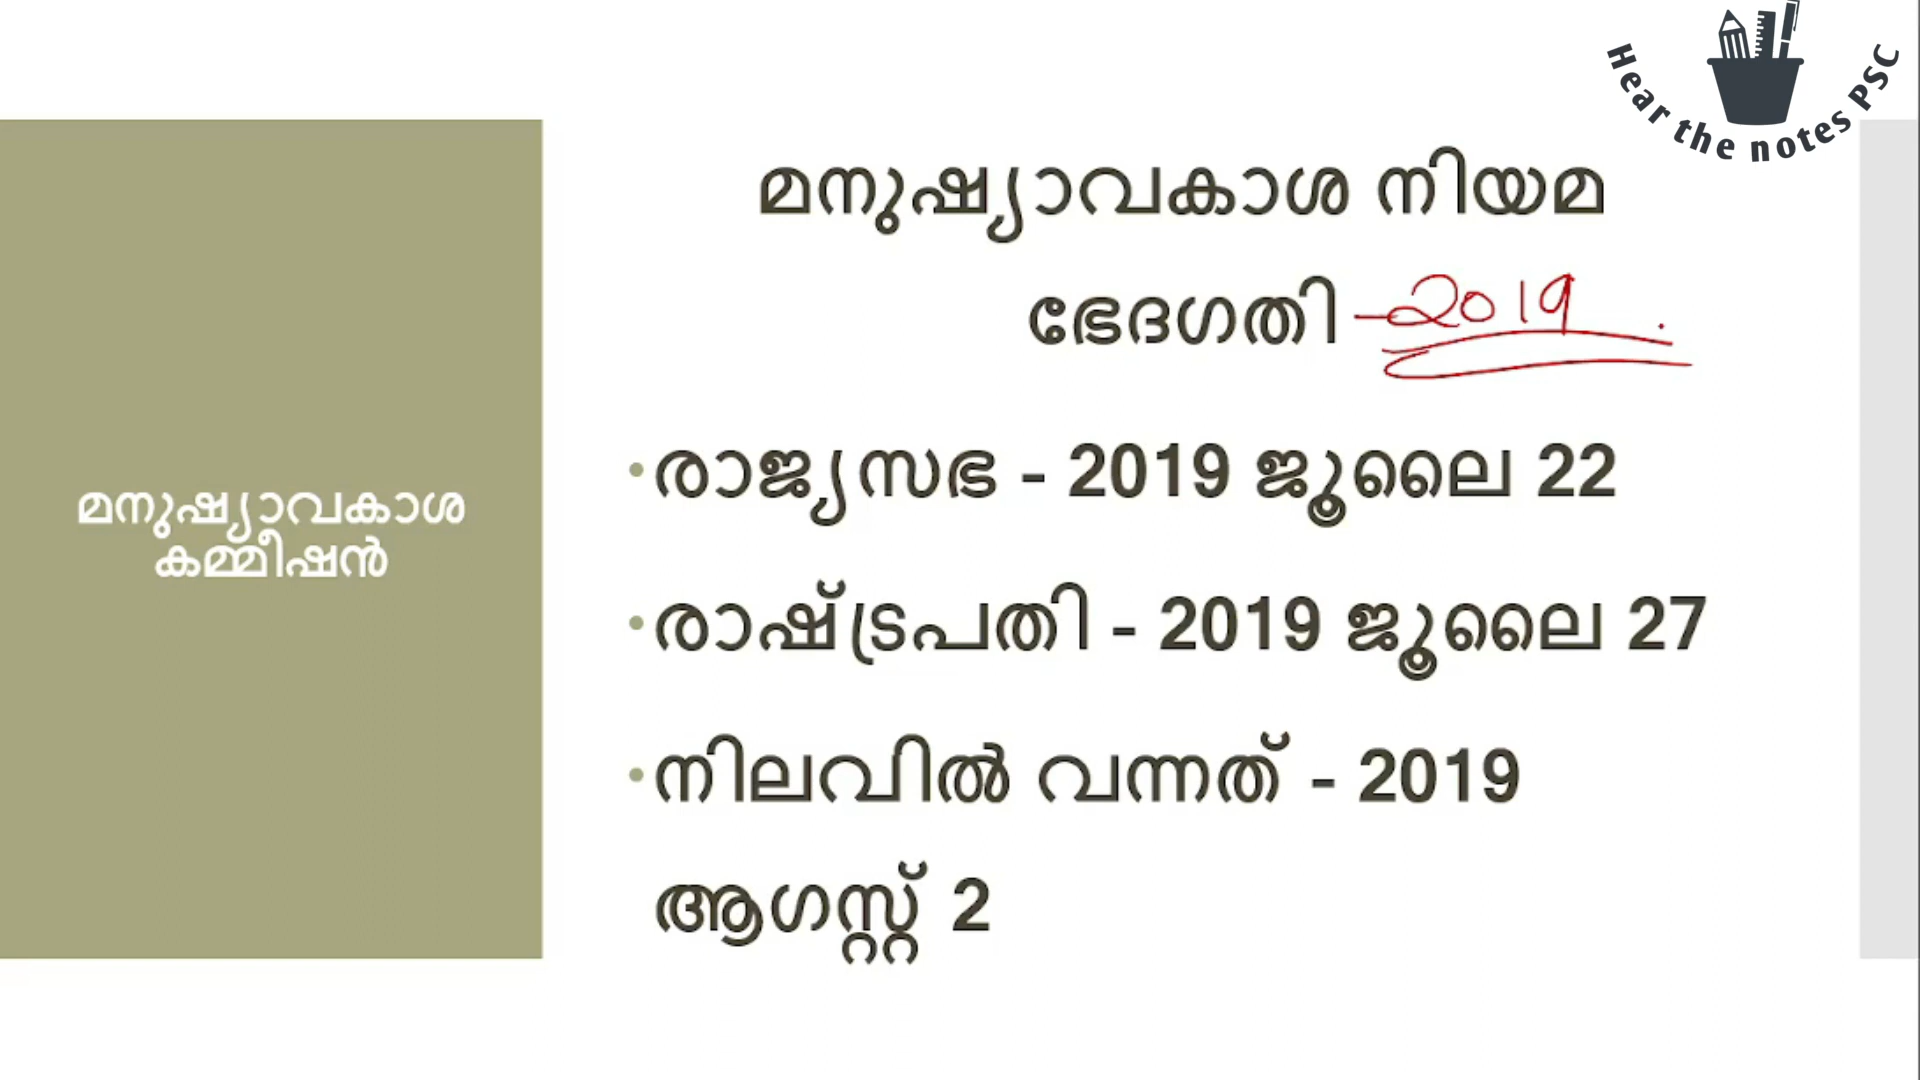 Hear the notes PSC
മനുഷ്യാവകാശ നിയമ
ഭേദഗതി -2019
മനുഷ്യാവകാശ
കമ്മീഷൻ
•രാജ്യസഭ - 2019 ജൂലൈ 22
•രാഷ്ട്രപതി - 2019 ജൂലൈ 27
•നിലവിൽ വന്നത് - 2019
ആഗസ്റ്റ് 2